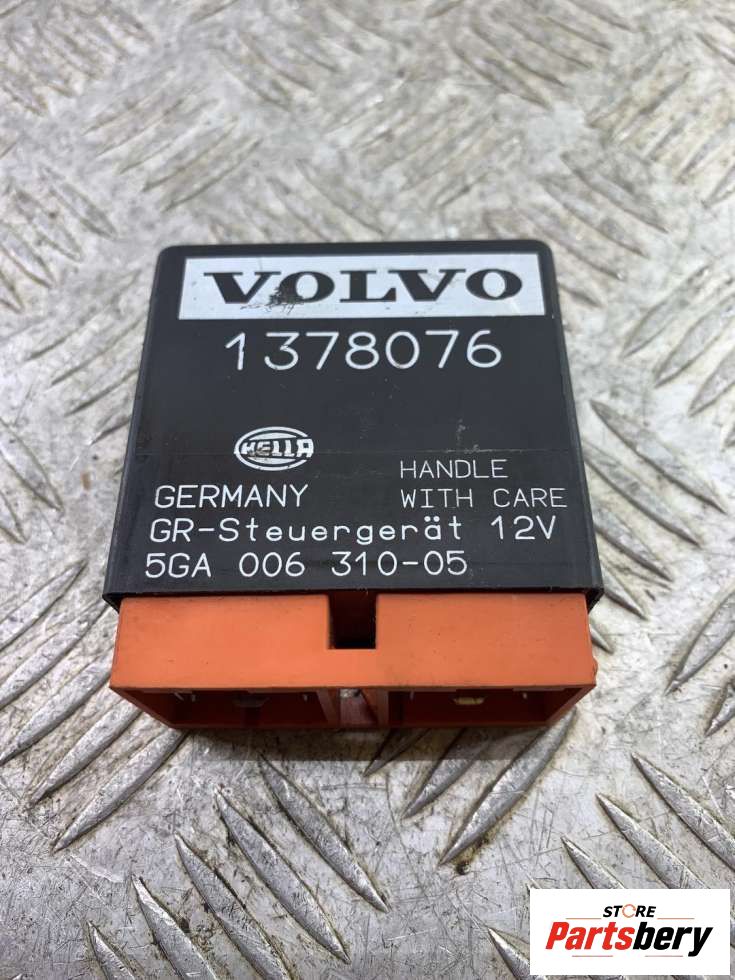 VOLVO
1378076
HELLA
GERMANY
HANDLE
WITH CARE
GR-Steuergerät 12V
5GA 006 310-05
STORE
Partsbery